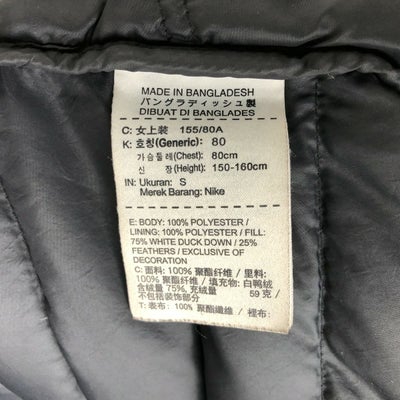 MADE IN BANGLADESH
バングラディッシュ製
DIBUAT DI BANGLADES
C: 女上裝 155/80A
K: 호칭(Generic): 80
가슴둘레(Chest): 80cm
신 장(Height): 150-160cm
IN: Ukuran: S
Merek Barang: Nike
E: BODY: 100% POLYESTER /
LINING: 100% POLYESTER / FILL:
75% WHITE DUCK DOWN / 25%
FEATHERS / EXCLUSIVE OF
DECORATION
C: 面料: 100% 聚酯纤维 / 里料:
100% 聚酯纤维 / 填充物: 白鸭绒
含绒量 75%, 充绒量 59克 /
不包括装饰部分
T: 表布: 100% 聚酯纖維 / 裡布: